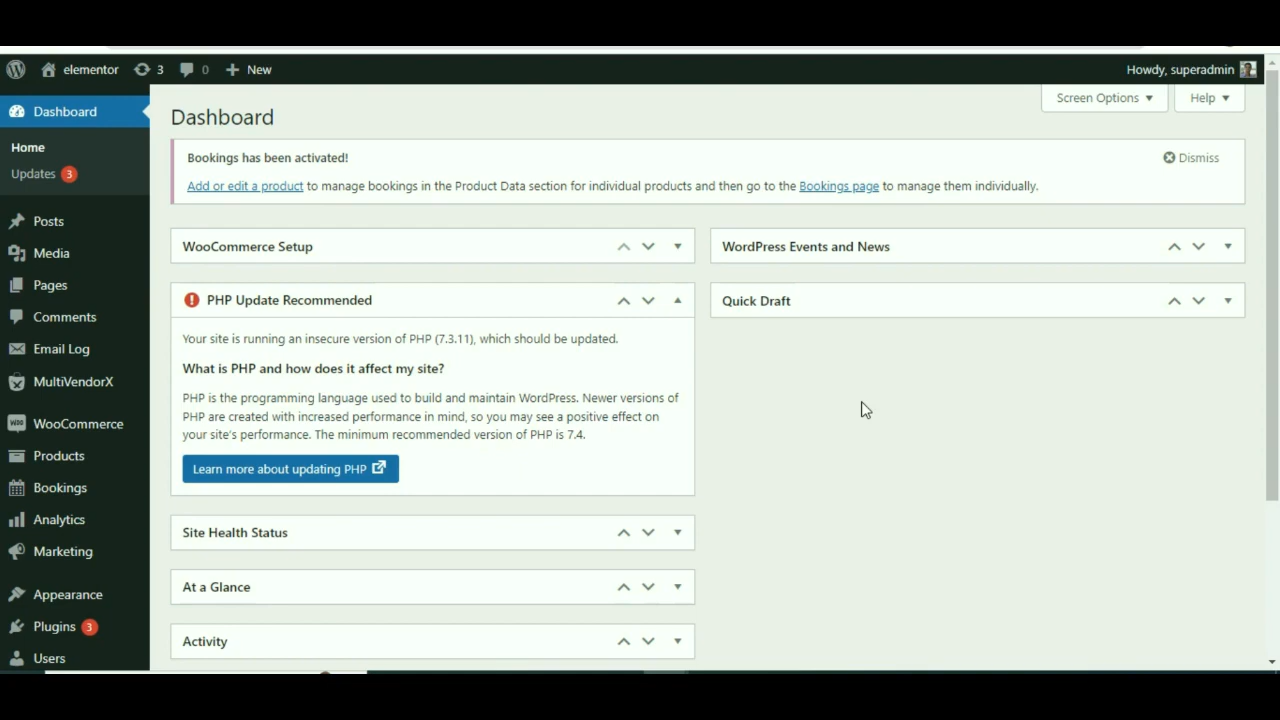 elementor 3 0 New
Howdy, superadmin
Dashboard
Home
Updates 3
Posts
Media
Pages
Comments
Email Log
MultiVendorX
WooCommerce
Products
Bookings
Analytics
Marketing
Appearance
Plugins 3
Users
Screen Options
Help
Dashboard
Bookings has been activated!
Dismiss
Add or edit a product to manage bookings in the Product Data section for individual products and then go to the Bookings page to manage them individually.
WooCommerce Setup
PHP Update Recommended
Your site is running an insecure version of PHP (7.3.11), which should be updated.
What is PHP and how does it affect my site?
PHP is the programming language used to build and maintain WordPress. Newer versions of
PHP are created with increased performance in mind, so you may see a positive effect on
your site's performance. The minimum recommended version of PHP is 7.4.
Learn more about updating PHP
Site Health Status
At a Glance
Activity
WordPress Events and News
Quick Draft